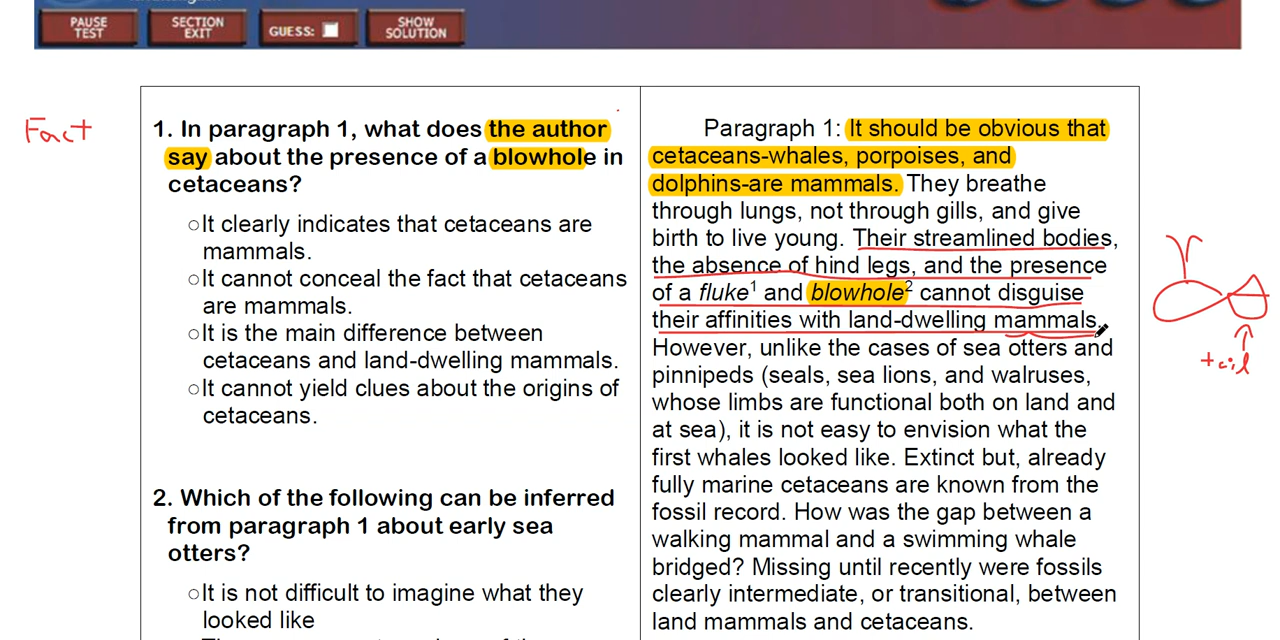 PAUSE
TEST
SECTION
EXIT
GUESS:
SHOW
SOLUTION
Fact
1. In paragraph 1, what does the author
say about the presence of a blowhole in
cetaceans?
○It clearly indicates that cetaceans are
mammals.
○It cannot conceal the fact that cetaceans
are mammals.
○It is the main difference between
cetaceans and land-dwelling mammals.
○It cannot yield clues about the origins of
cetaceans.
2. Which of the following can be inferred
from paragraph 1 about early sea
otters?
○It is not difficult to imagine what they
looked like
Paragraph 1: It should be obvious that
cetaceans-whales, porpoises, and
dolphins-are mammals. They breathe
through lungs, not through gills, and give
birth to live young. Their streamlined bodies,
the absence of hind legs, and the presence
of a fluke1 and blowhole2 cannot disguise
their affinities with land-dwelling mammals.
However, unlike the cases of sea otters and
pinnipeds (seals, sea lions, and walruses,
whose limbs are functional both on land and
at sea), it is not easy to envision what the
first whales looked like. Extinct but, already
fully marine cetaceans are known from the
fossil record. How was the gap between a
walking mammal and a swimming whale
bridged? Missing until recently were fossils
clearly intermediate, or transitional, between
land mammals and cetaceans.
tail